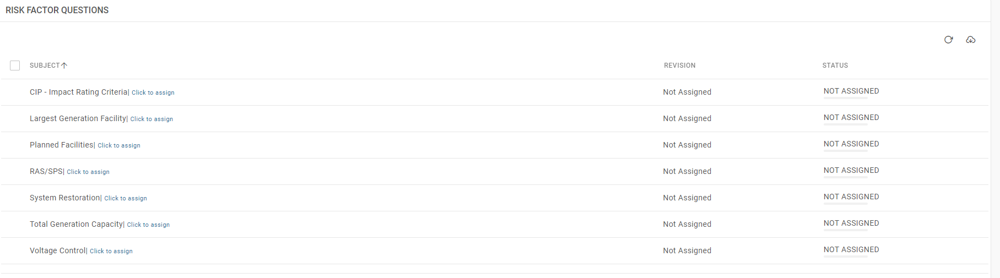 RISK FACTOR QUESTIONS
SUBJECT REVISION STATUS
CIP - Impact Rating Criteria| Click to assign Not Assigned NOT ASSIGNED
Largest Generation Facility| Click to assign Not Assigned NOT ASSIGNED
Planned Facilities| Click to assign Not Assigned NOT ASSIGNED
RAS/SPS| Click to assign Not Assigned NOT ASSIGNED
System Restoration| Click to assign Not Assigned NOT ASSIGNED
Total Generation Capacity| Click to assign Not Assigned NOT ASSIGNED
Voltage Control| Click to assign Not Assigned NOT ASSIGNED